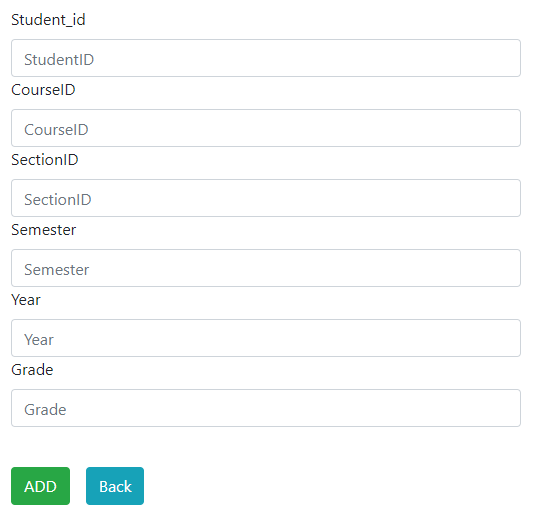 Student_id
StudentID
CourseID
CourseID
SectionID
SectionID
Semester
Semester
Year
Year
Grade
Grade
ADD Back